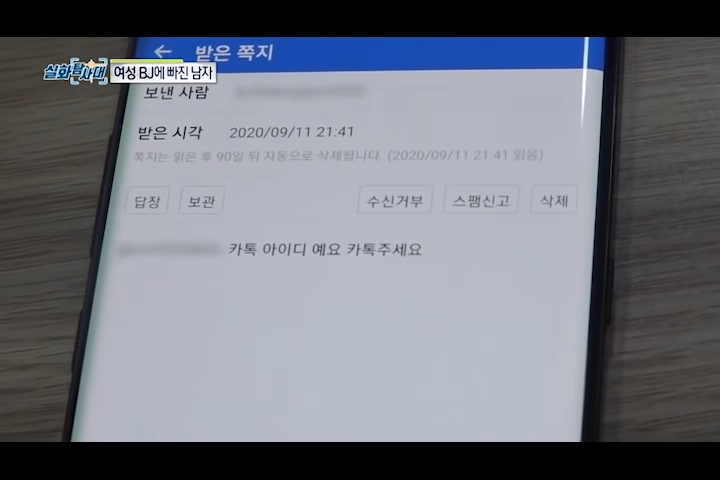 실화탐사대
여성 BJ에 빠진 남자
← 받은 쪽지
보낸 사람
받은 시각 2020/09/11 21:41
쪽지는 읽은 후 90일 뒤 자동으로 삭제됩니다. (2020/09/11 21:41 읽음)
답장 보관 수신거부 스팸신고 삭제
카톡 아이디 예요 카톡주세요